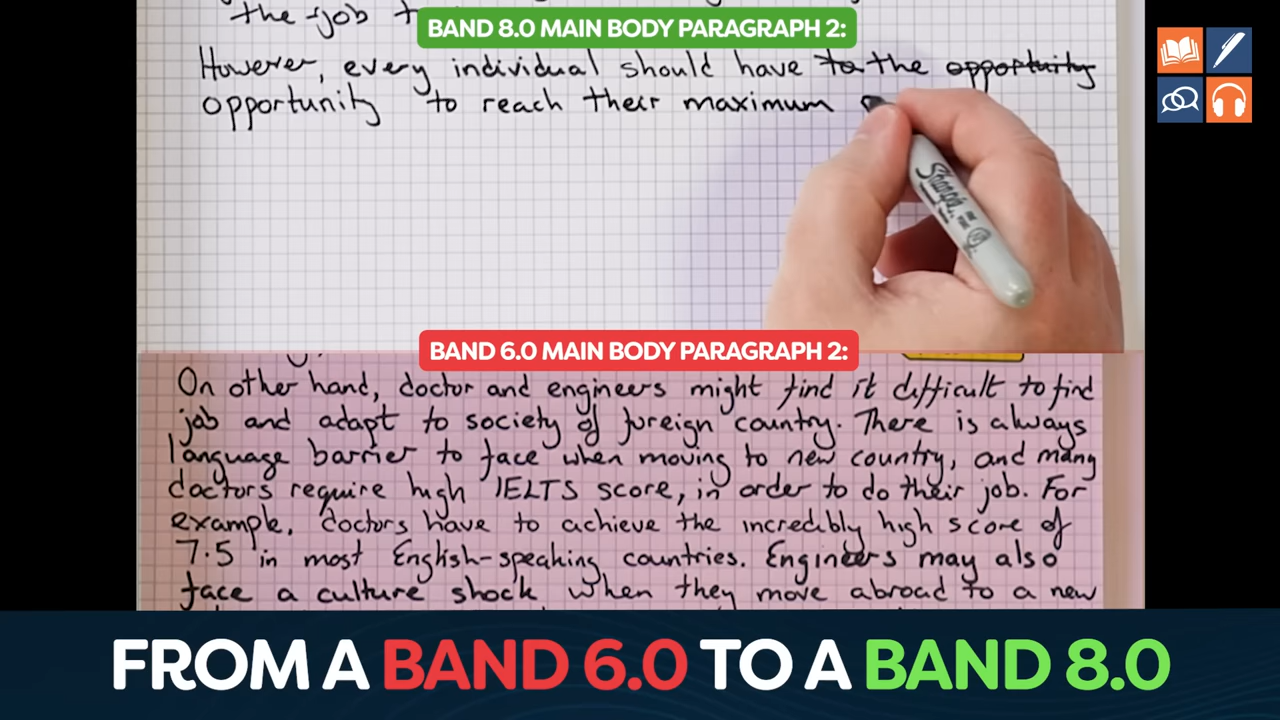 the job
BAND 8.0 MAIN BODY PARAGRAPH 2:
However, every individual should have to the opportunity
opportunity to reach their maximum
Sharpie
BAND 6.0 MAIN BODY PARAGRAPH 2:
On other hand, doctor and engineers might find it difficult to find
job and adapt to society of foreign country. There is always
language barrier to face when moving to new country, and many
doctors require high IELTS score, in order to do their job. For
example, doctors have to achieve the incredibly high score of
7.5 in most English-speaking countries. Engineers may also
face a culture shock when they move abroad to a new
FROM A BAND 6.0 TO A BAND 8.0